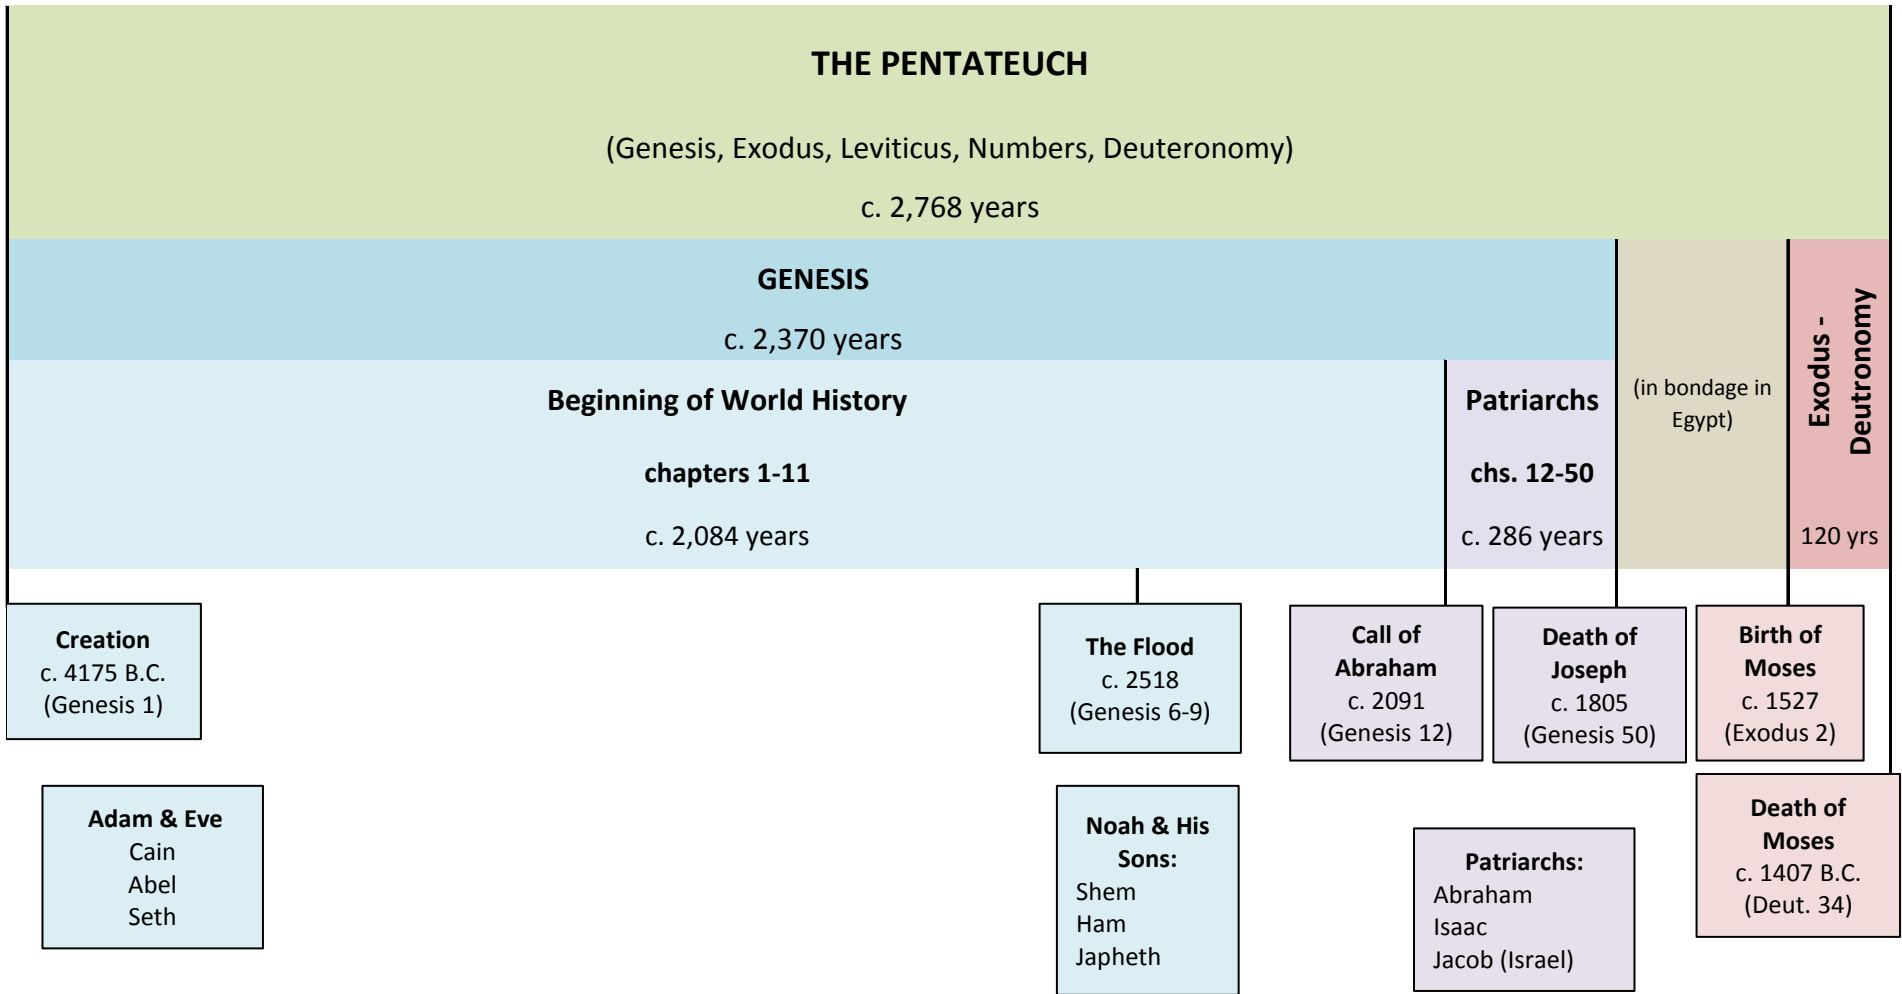 THE PENTATEUCH
(Genesis, Exodus, Leviticus, Numbers, Deuteronomy)
c. 2,768 years
GENESIS
c. 2,370 years
Beginning of World History
chapters 1-11
c. 2,084 years
Patriarchs
chs. 12-50
c. 286 years
(in bondage in
Egypt)
Exodus -
Deutronomy
120 yrs
Creation
c. 4175 B.C.
(Genesis 1)
The Flood
c. 2518
(Genesis 6-9)
Call of
Abraham
c. 2091
(Genesis 12)
Death of
Joseph
c. 1805
(Genesis 50)
Birth of
Moses
c. 1527
(Exodus 2)
Adam & Eve
Cain
Abel
Seth
Noah & His
Sons:
Shem
Ham
Japheth
Patriarchs:
Abraham
Isaac
Jacob (Israel)
Death of
Moses
c. 1407 B.C.
(Deut. 34)